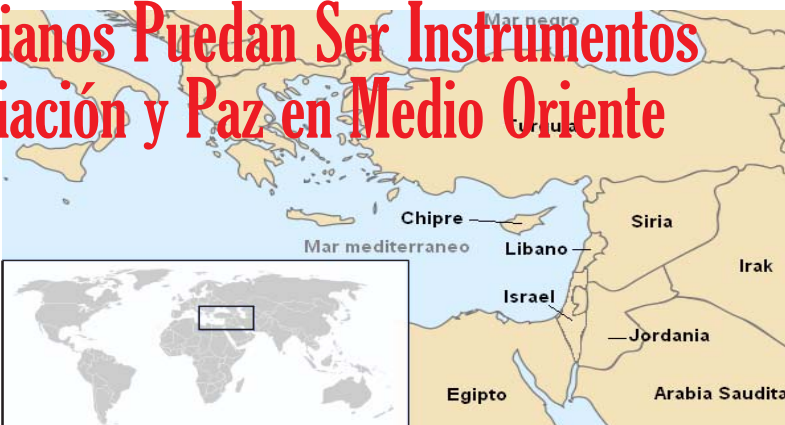 ianos Puedan Ser Instrumentos
iación y Paz en Medio Oriente
Mar negro
Turquia
Chipre
Siria
Mar mediterraneo
Libano
Irak
Israel
Jordania
Egipto
Arabia Saudita